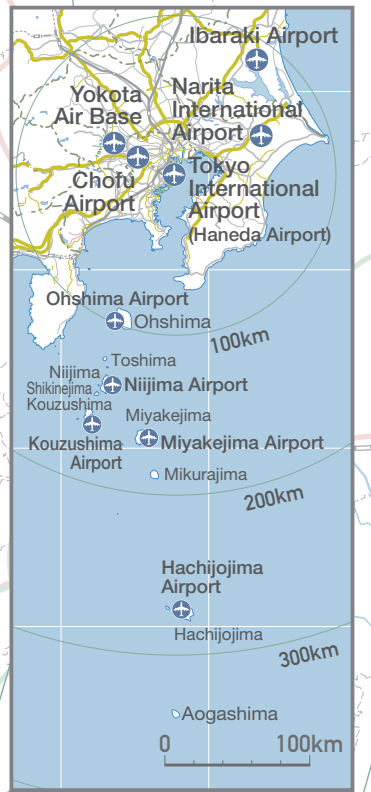 Ibaraki Airport
Yokota
Air Base
Narita
International
Airport
Chofu
Airport
Tokyo
International
Airport
(Haneda Airport)
Ohshima Airport
Ohshima
100km
Toshima
Niijima
Niijima Airport
Shikinejima
Kouzushima
Miyakejima
Kouzushima
Airport
Miyakejima Airport
Mikurajima
200km
Hachijojima
Airport
Hachijojima
300km
Aogashima
0 100km